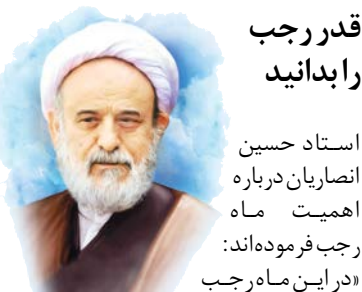 قدر رجب
را بدانید
استاد حسین
انصاریان درباره
اهمیت ماه
رجب فرموده‌اند:
«در این ماه رجب